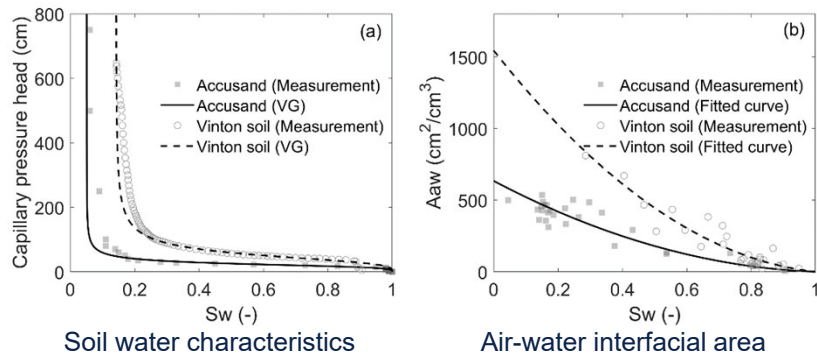 (a)
800
600
400
200
0
Capillary pressure head (cm)
Accusand (Measurement)
Accusand (VG)
Vinton soil (Measurement)
Vinton soil (VG)
0 0.2 0.4 0.6 0.8 1
Sw (-)
Soil water characteristics
(b)
1500
1000
500
0
Aaw (cm²/cm³)
Accusand (Measurement)
Accusand (Fitted curve)
Vinton soil (Measurement)
Vinton soil (Fitted curve)
0 0.2 0.4 0.6 0.8 1
Sw (-)
Air-water interfacial area